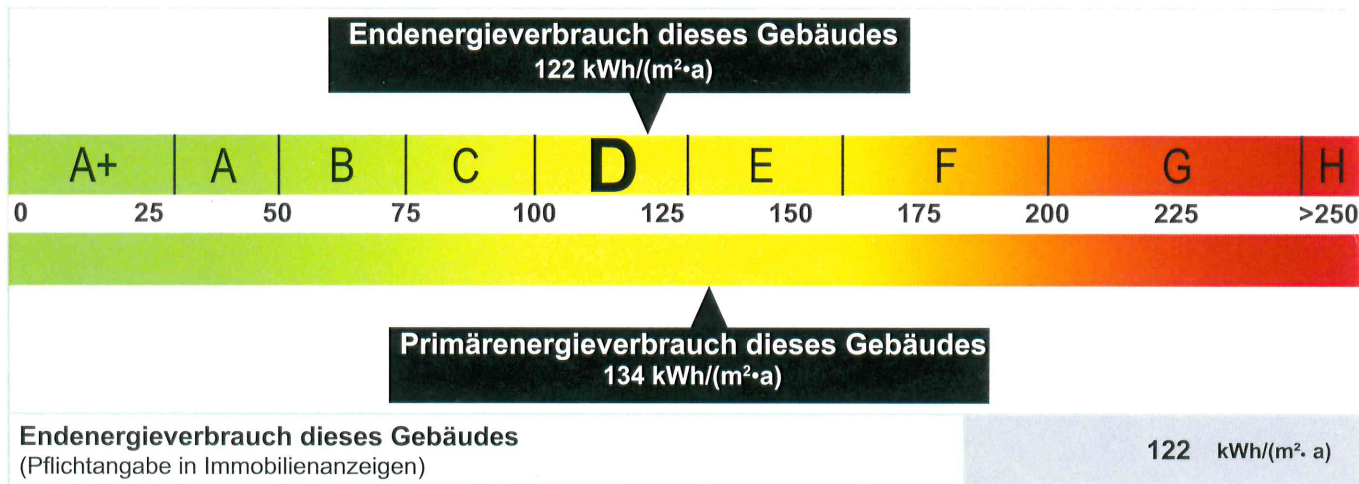 Endenergieverbrauch dieses Gebäudes
122 kWh/(m²•a)
A+ A B C D E F G H
0 25 50 75 100 125 150 175 200 225 >250
Primärenergieverbrauch dieses Gebäudes
134 kWh/(m²•a)
Endenergieverbrauch dieses Gebäudes
(Pflichtangabe in Immobilienanzeigen)
122 kWh/(m²• a)